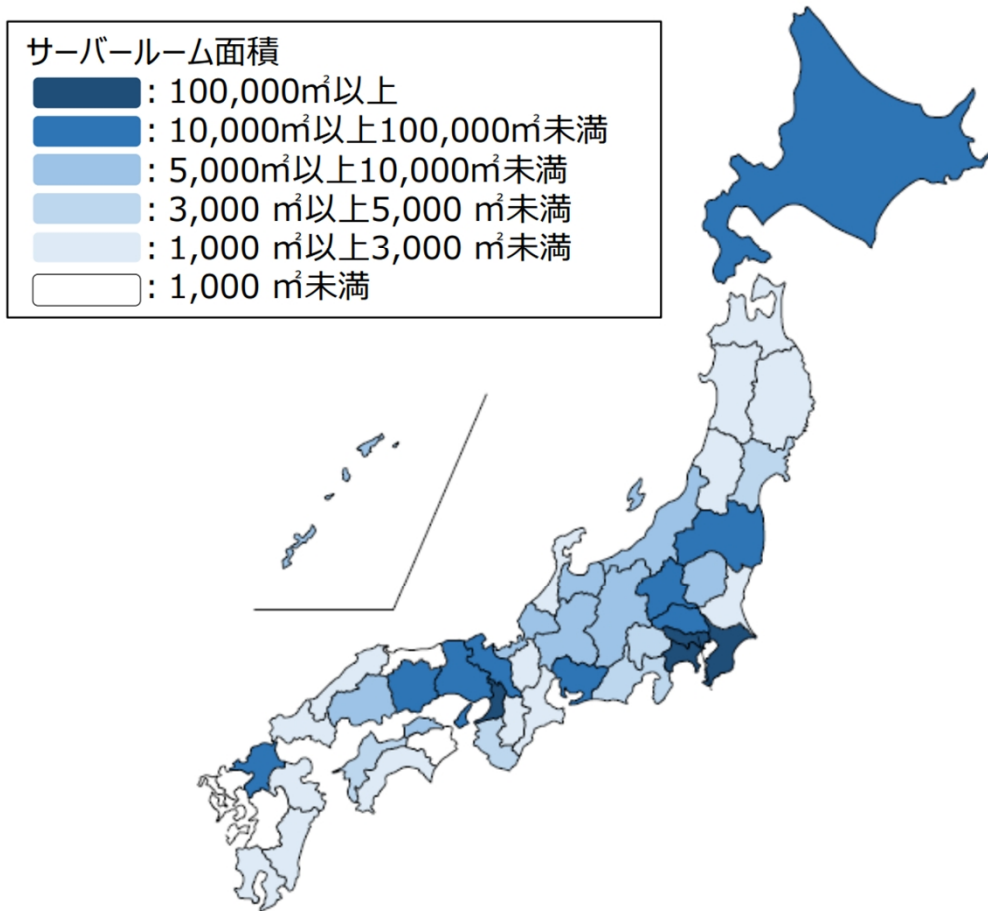 サーバールーム面積
: 100,000㎡以上
: 10,000㎡以上100,000㎡未満
: 5,000㎡以上10,000㎡未満
: 3,000 ㎡以上5,000 ㎡未満
: 1,000 ㎡以上3,000 ㎡未満
: 1,000 ㎡未満